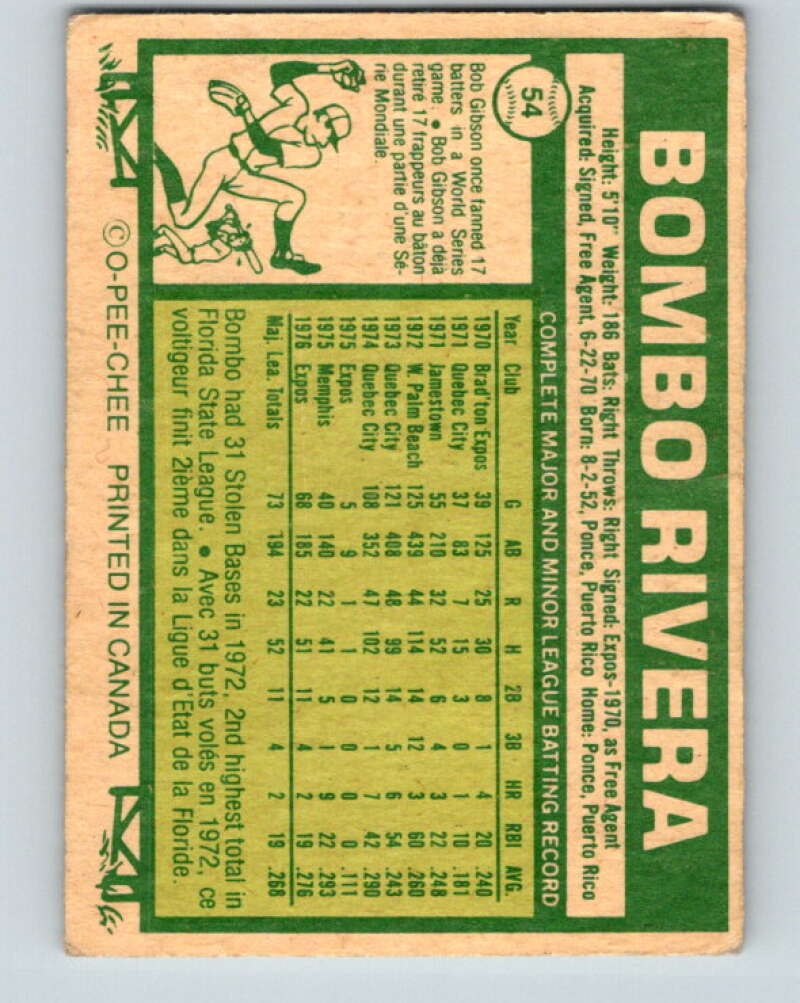 BOMBO RIVERA
Height: 5'10" Weight: 186 Bats: Right Throws: Right Signed: Expos-1970, as Free Agent
Acquired: Signed, Free Agent, 6-22-70 Born: 8-2-52, Ponce, Puerto Rico Home: Ponce, Puerto Rico
54
Bob Gibson once fanned 17
batters in a World Series
game. • Bob Gibson a déjà
retiré 17 frappeurs au bâton
durant une partie d'une Sé-
rie Mondiale.
COMPLETE MAJOR AND MINOR LEAGUE BATTING RECORD
Year Club G AB R H 2B 3B HR RBI AVG.
1970 Brad'ton Expos 39 125 25 30 8 1 4 20 .240
1971 Quebec City 37 83 7 15 3 0 1 10 .181
1971 Jamestown 55 210 32 52 6 4 3 22 .248
1972 W. Palm Beach 125 439 44 114 14 12 3 60 .260
1973 Quebec City 121 408 48 99 14 5 6 54 .243
1974 Quebec City 108 352 47 102 12 1 7 42 .290
1975 Expos 5 9 1 1 0 0 0 0 .111
1975 Memphis 40 140 22 41 5 1 9 22 .293
1976 Expos 68 185 22 51 11 4 2 19 .276
Maj. Lea. Totals 73 194 23 52 11 4 2 19 .268
Bombo had 31 Stolen Bases in 1972, 2nd highest total in
Florida State League. • Avec 31 buts volés en 1972, ce
voltigeur finit 2ième dans la Ligue d'Etat de la Floride.
©O-PEE-CHEE PRINTED IN CANADA